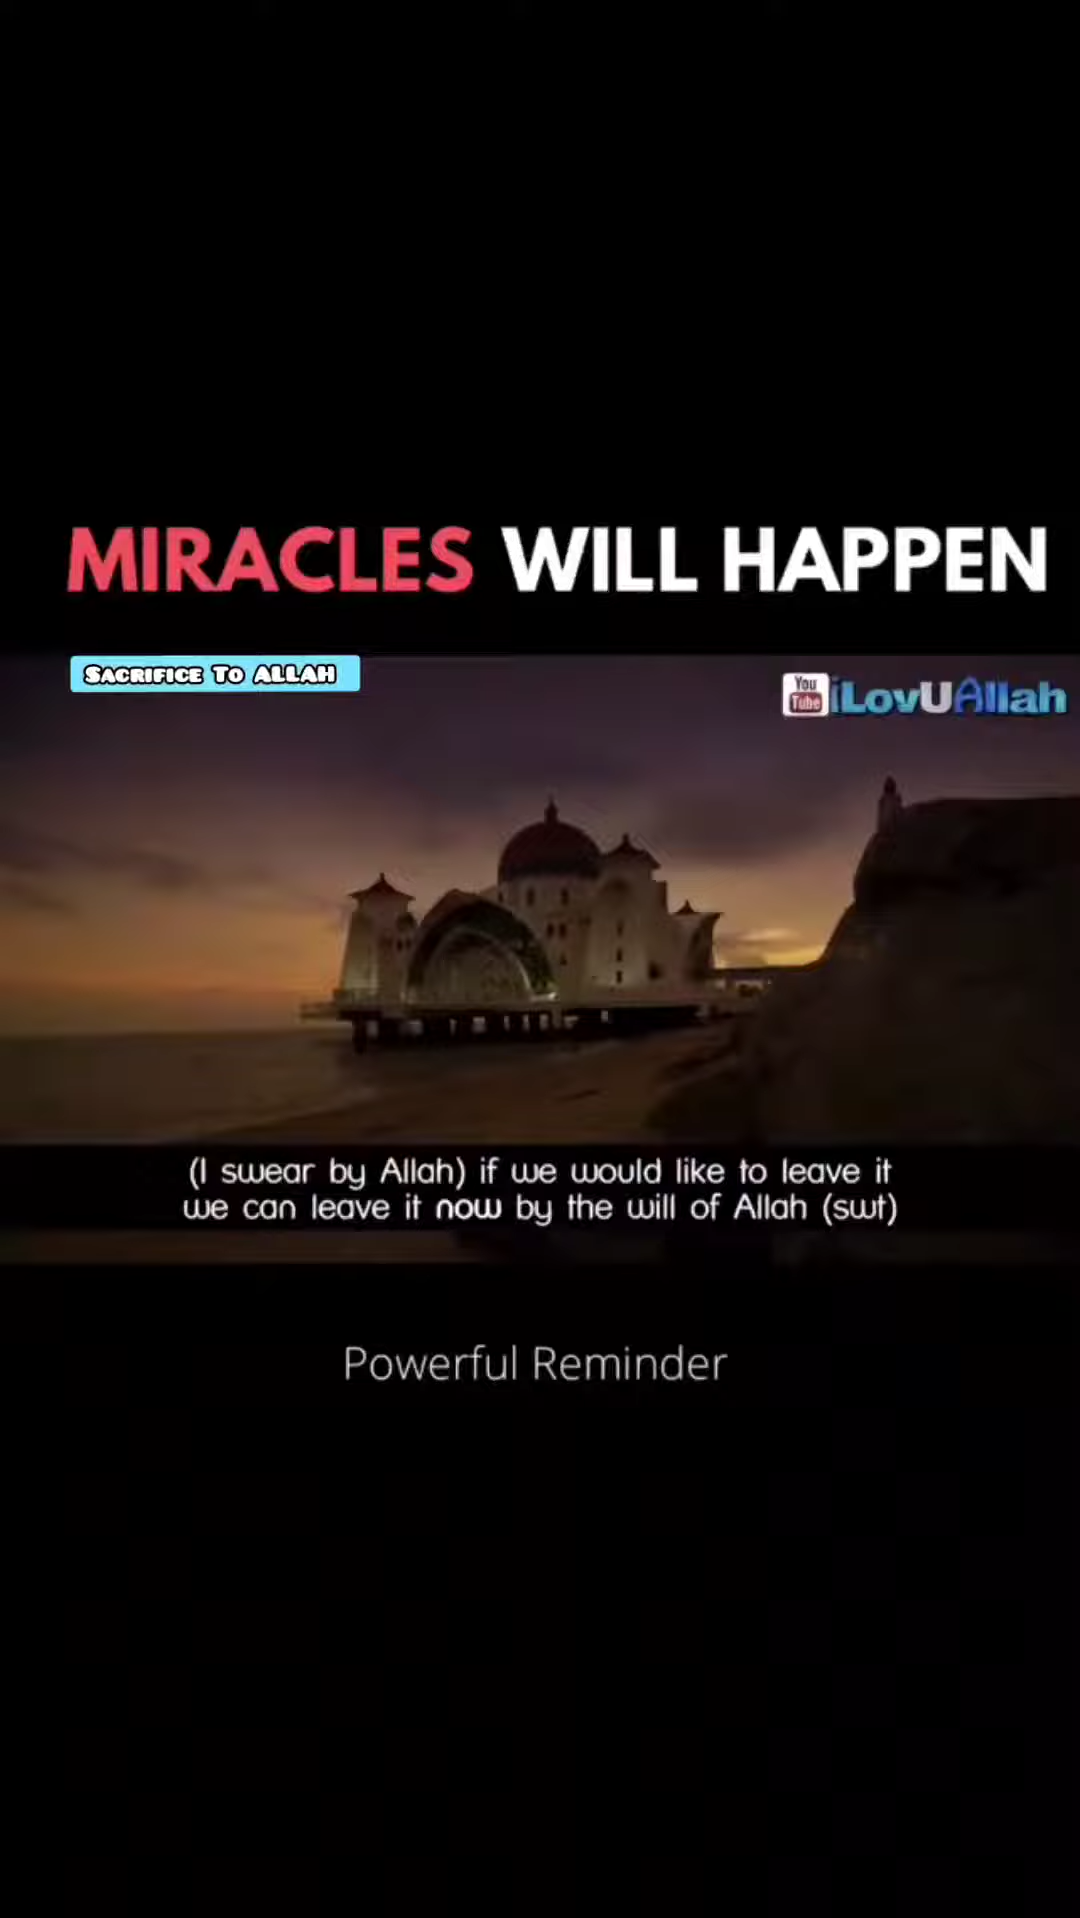 MIRACLES WILL HAPPEN
SACRIFICE TO ALLAH
You Tube iLovUAllah
(I swear by Allah) if we would like to leave it
we can leave it now by the will of Allah (swt)
Powerful Reminder